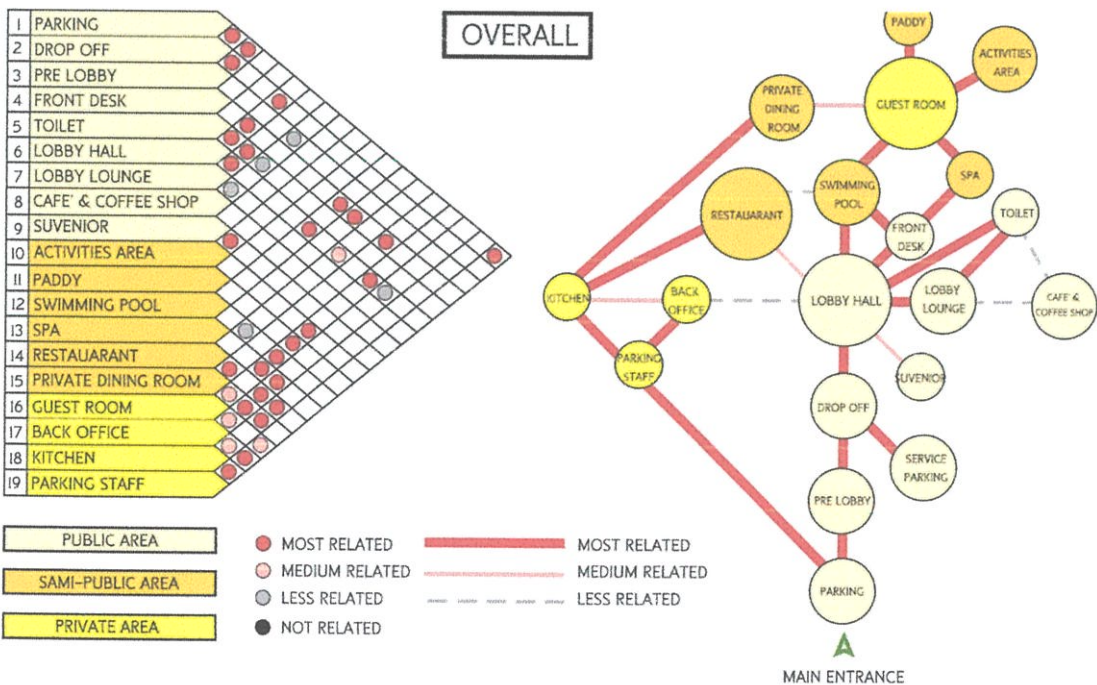 OVERALL
1 PARKING
2 DROP OFF
3 PRE LOBBY
4 FRONT DESK
5 TOILET
6 LOBBY HALL
7 LOBBY LOUNGE
8 CAFE' & COFFEE SHOP
9 SUVENIOR
10 ACTIVITIES AREA
11 PADDY
12 SWIMMING POOL
13 SPA
14 RESTAUARANT
15 PRIVATE DINING ROOM
16 GUEST ROOM
17 BACK OFFICE
18 KITCHEN
19 PARKING STAFF
PUBLIC AREA
SAMI-PUBLIC AREA
PRIVATE AREA
MOST RELATED
MEDIUM RELATED
LESS RELATED
NOT RELATED
MOST RELATED
MEDIUM RELATED
LESS RELATED
PADDY
ACTIVITIES
AREA
PRIVATE
DINING
ROOM
GUEST ROOM
SPA
SWIMMING
POOL
RESTAUARANT
TOILET
FRONT
DESK
KITCHEN
BACK
OFFICE
LOBBY HALL
LOBBY
LOUNGE
CAFE' &
COFFEE SHOP
PARKING
STAFF
SUVENIOR
DROP OFF
SERVICE
PARKING
PRE LOBBY
PARKING
MAIN ENTRANCE